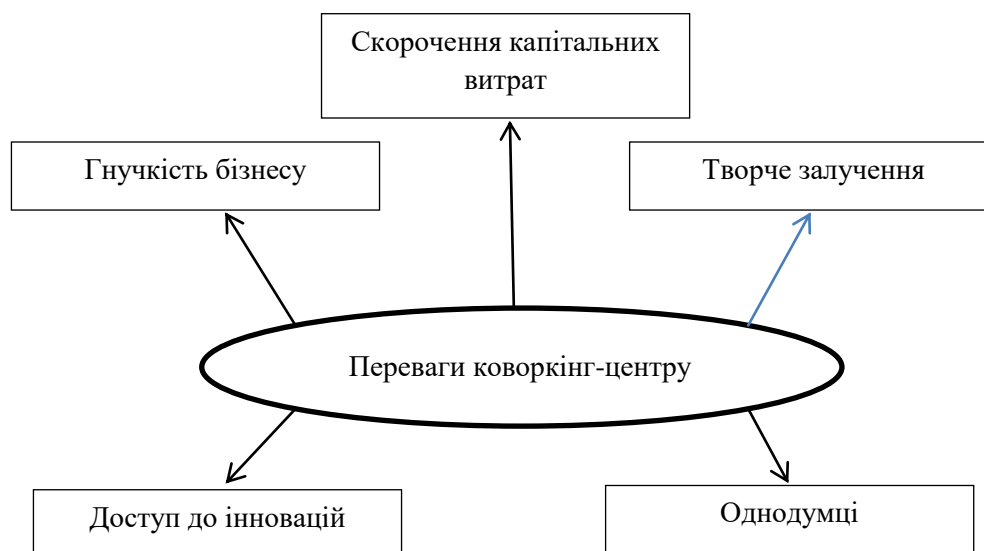 Скорочення капітальних
витрат
Гнучкість бізнесу
Творче залучення
Переваги коворкінг-центру
Доступ до інновацій
Однодумці